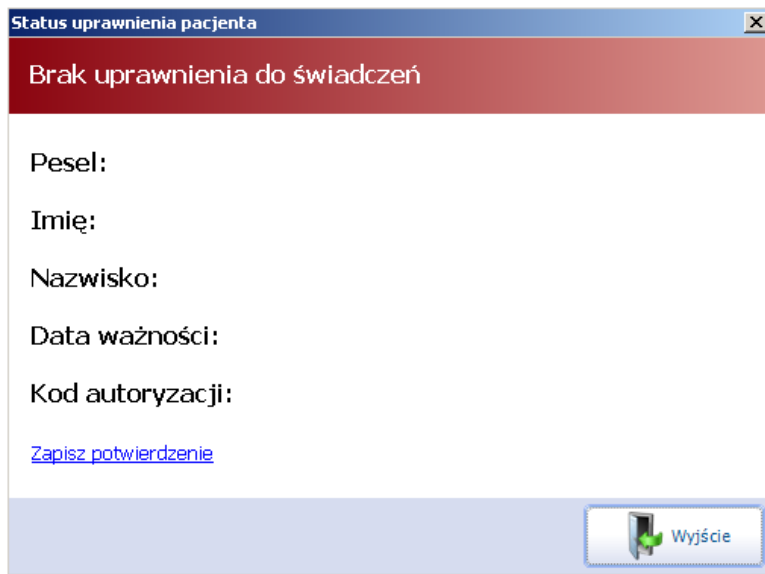 Status uprawnienia pacjenta
Brak uprawnienia do świadczeń
Pesel:
Imię:
Nazwisko:
Data ważności:
Kod autoryzacji:
Zapisz potwierdzenie
Wyjście